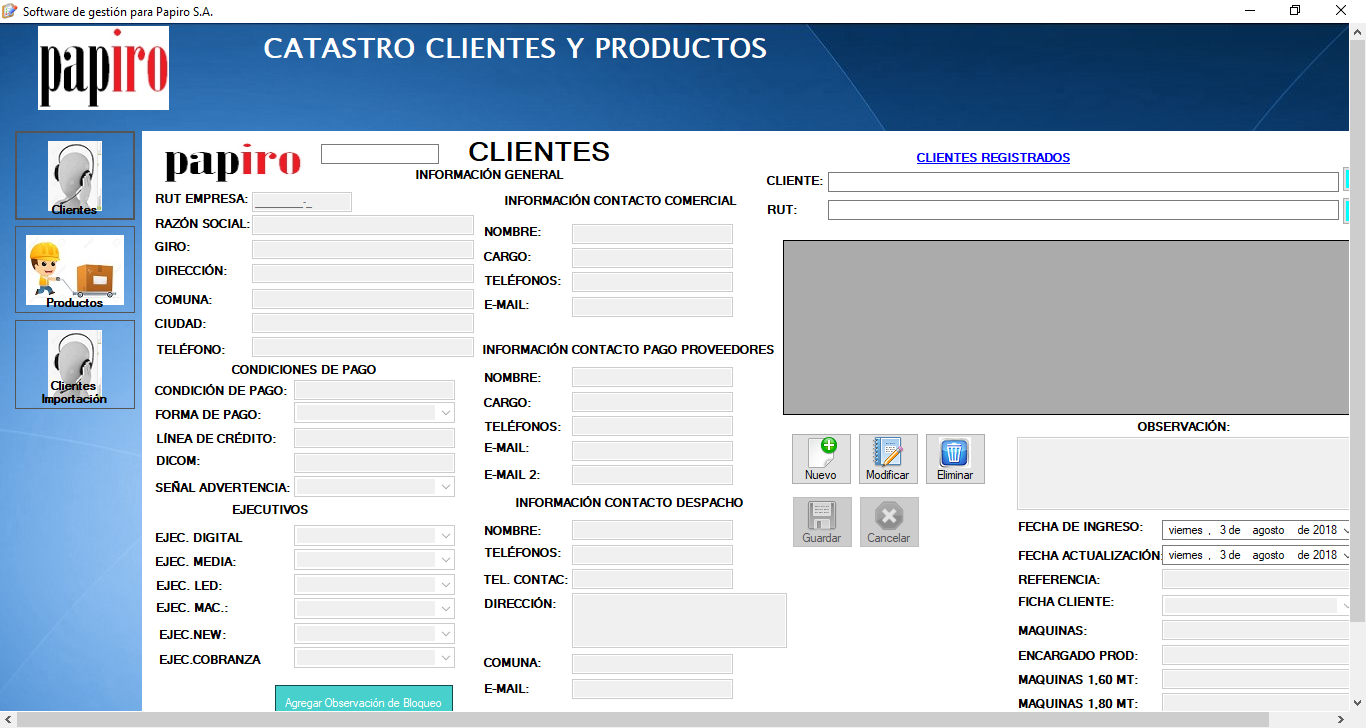 Software de gestión para Papiro S.A.
papiro
CATASTRO CLIENTES Y PRODUCTOS
Clientes
Productos
Clientes
Importación
papiro
CLIENTES
INFORMACIÓN GENERAL
RUT EMPRESA:
________-_
RAZÓN SOCIAL:
GIRO:
DIRECCIÓN:
COMUNA:
CIUDAD:
TELÉFONO:
CONDICIONES DE PAGO
CONDICIÓN DE PAGO:
FORMA DE PAGO:
LÍNEA DE CRÉDITO:
DICOM:
SEÑAL ADVERTENCIA:
EJECUTIVOS
EJEC. DIGITAL
EJEC. MEDIA:
EJEC. LED:
EJEC. MAC.:
EJEC.NEW:
EJEC.COBRANZA
Agregar Observación de Bloqueo
INFORMACIÓN CONTACTO COMERCIAL
NOMBRE:
CARGO:
TELÉFONOS:
E-MAIL:
INFORMACIÓN CONTACTO PAGO PROVEEDORES
NOMBRE:
CARGO:
TELÉFONOS:
E-MAIL:
E-MAIL 2:
INFORMACIÓN CONTACTO DESPACHO
NOMBRE:
TELÉFONOS:
TEL. CONTAC:
DIRECCIÓN:
COMUNA:
E-MAIL:
CLIENTES REGISTRADOS
CLIENTE:
RUT:
Nuevo
Modificar
Eliminar
Guardar
Cancelar
OBSERVACIÓN:
FECHA DE INGRESO: viernes , 3 de agosto de 2018
FECHA ACTUALIZACIÓN: viernes , 3 de agosto de 2018
REFERENCIA:
FICHA CLIENTE:
MAQUINAS:
ENCARGADO PROD:
MAQUINAS 1,60 MT:
MAQUINAS 1,80 MT: